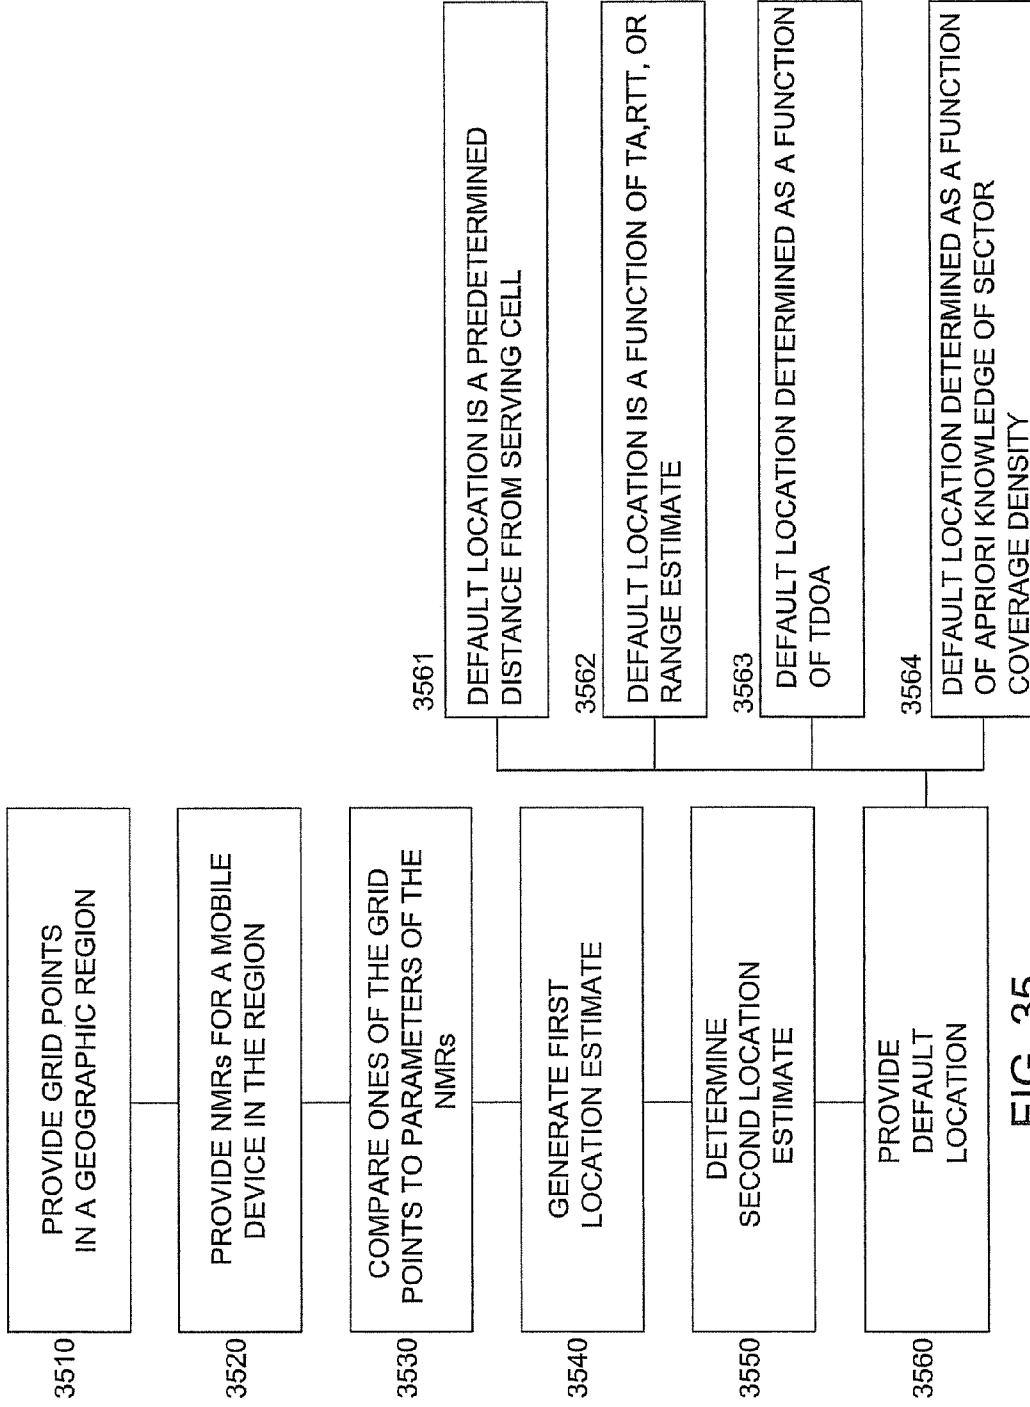 3510
PROVIDE GRID POINTS
IN A GEOGRAPHIC REGION
3520
PROVIDE NMRs FOR A MOBILE
DEVICE IN THE REGION
3530
COMPARE ONES OF THE GRID
POINTS TO PARAMETERS OF THE
NMRs
3540
GENERATE FIRST
LOCATION ESTIMATE
3550
DETERMINE
SECOND LOCATION
ESTIMATE
3560
PROVIDE
DEFAULT
LOCATION
3561
DEFAULT LOCATION IS A PREDETERMINED
DISTANCE FROM SERVING CELL
3562
DEFAULT LOCATION IS A FUNCTION OF TA,RTT, OR
RANGE ESTIMATE
3563
DEFAULT LOCATION DETERMINED AS A FUNCTION
OF TDOA
3564
DEFAULT LOCATION DETERMINED AS A FUNCTION
OF APRIORI KNOWLEDGE OF SECTOR
COVERAGE DENSITY
FIG. 35